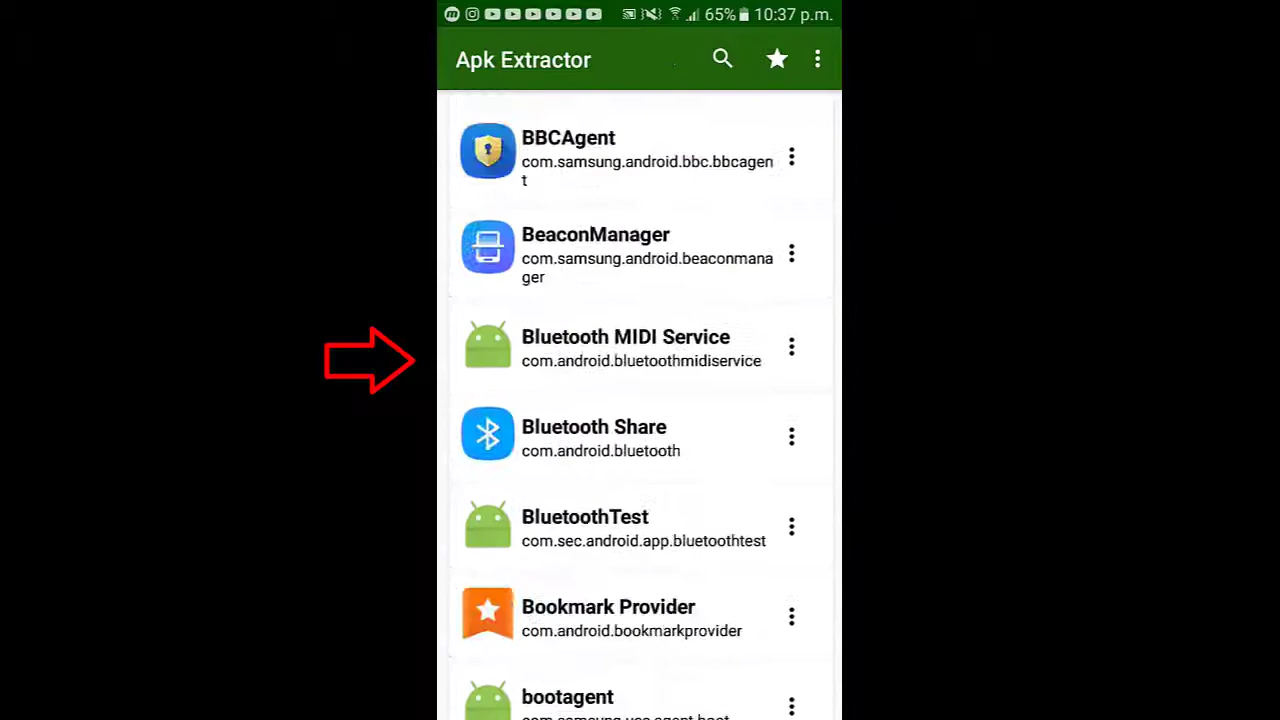 65% 10:37 p.m.
Apk Extractor
BBCAgent
com.samsung.android.bbc.bbcagen
t
BeaconManager
com.samsung.android.beaconmana
ger
Bluetooth MIDI Service
com.android.bluetoothmidiservice
Bluetooth Share
com.android.bluetooth
BluetoothTest
com.sec.android.app.bluetoothtest
Bookmark Provider
com.android.bookmarkprovider
bootagent